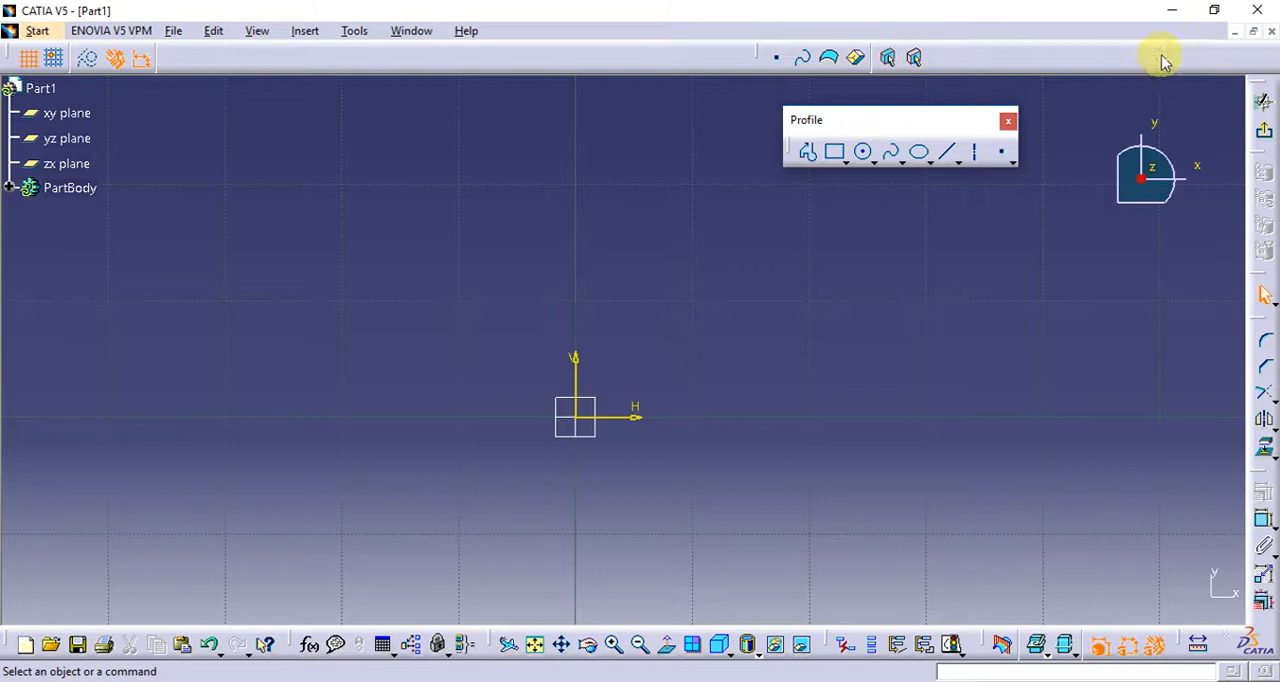 CATIA V5 - [Part1]
Start ENOVIA V5 VPM File Edit View Insert Tools Window Help
Part1
xy plane
yz plane
zx plane
PartBody
Profile
y
x
z
V
H
y
x
f(x)
CATIA
Select an object or a command